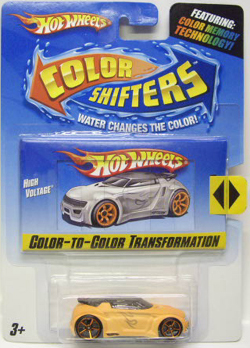 Hot Wheels
FEATURING:
COLOR MEMORY
TECHNOLOGY!
COLOR
SHIFTERS
WATER CHANGES THE COLOR!
Hot Wheels
HIGH
VOLTAGE
COLOR-TO-COLOR TRANSFORMATION
3+